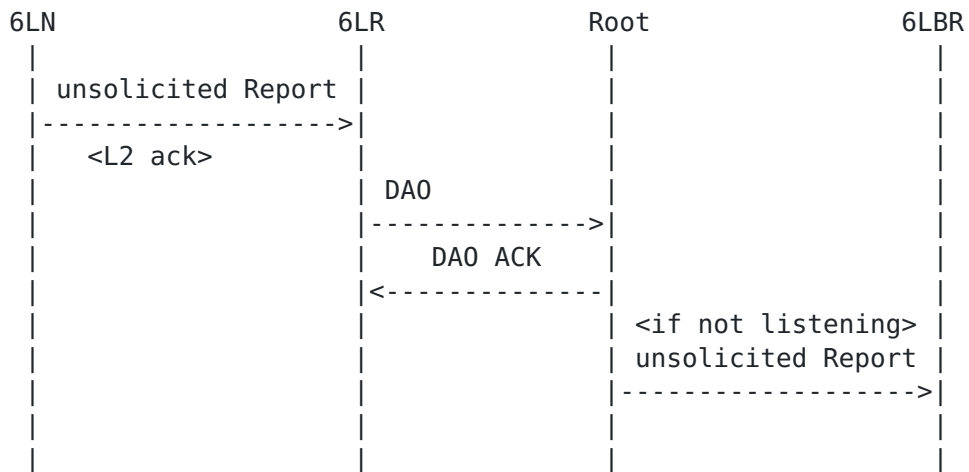 6LN 6LR Root 6LBR
unsolicited Report
<L2 ack>
DAO
DAO ACK
<if not listening>
unsolicited Report